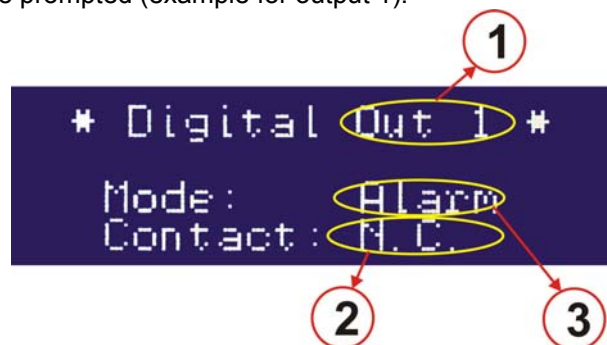 s prompted (example for output 1).
1
* Digital Out 1 *
Mode: Alarm
Contact: N.C.
2
3